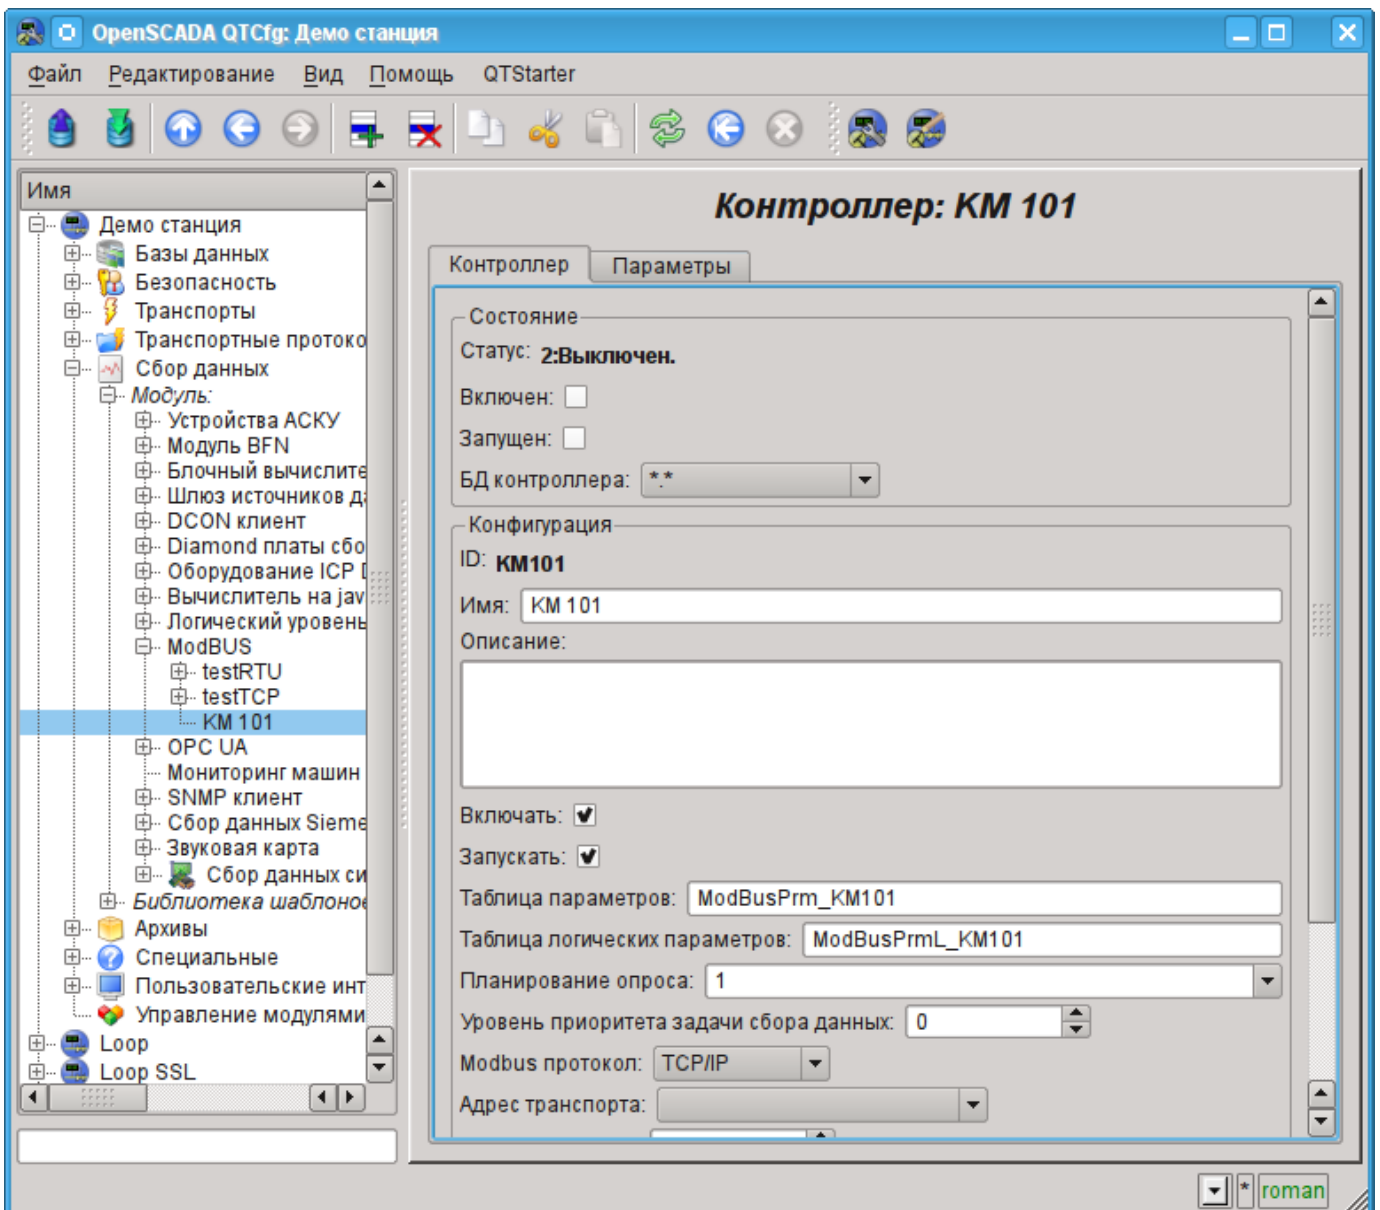 OpenSCADA QTCfg: Демо станция
Файл Редактирование Вид Помощь QTStarter
Имя
Демо станция
Базы данных
Безопасность
Транспорты
Транспортные протоко
Сбор данных
Модуль:
Устройства АСКУ
Модуль BFN
Блочный вычислите
Шлюз источников д
DCON клиент
Diamond платы сбо
Оборудование ICP
Вычислитель на jav
Логический уровень
ModBUS
testRTU
testTCP
KM 101
OPC UA
Мониторинг машин
SNMP клиент
Сбор данных Sieme
Звуковая карта
Сбор данных си
Библиотека шаблонов
Архивы
Специальные
Пользовательские инт
Управление модулями
Loop
Loop SSL
Контроллер: KM 101
Контроллер Параметры
Состояние
Статус: 2:Выключен.
Включен:
Запущен:
БД контроллера: *.*
Конфигурация
ID: KM101
Имя: KM 101
Описание:
Включать:
Запускать:
Таблица параметров: ModBusPrm_KM101
Таблица логических параметров: ModBusPrmL_KM101
Планирование опроса: 1
Уровень приоритета задачи сбора данных: 0
Modbus протокол: TCP/IP
Адрес транспорта:
* roman